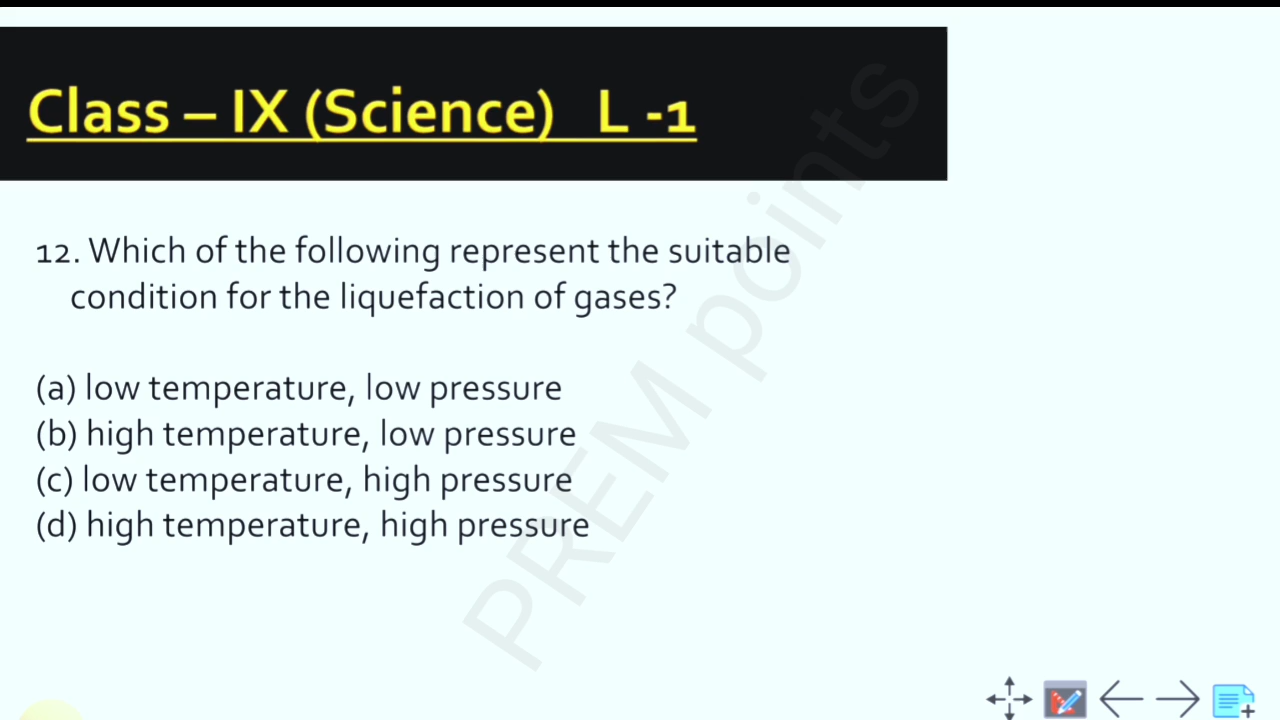 Class – IX (Science) L -1
12. Which of the following represent the suitable
condition for the liquefaction of gases?
(a) low temperature, low pressure
(b) high temperature, low pressure
(c) low temperature, high pressure
(d) high temperature, high pressure
PREM points